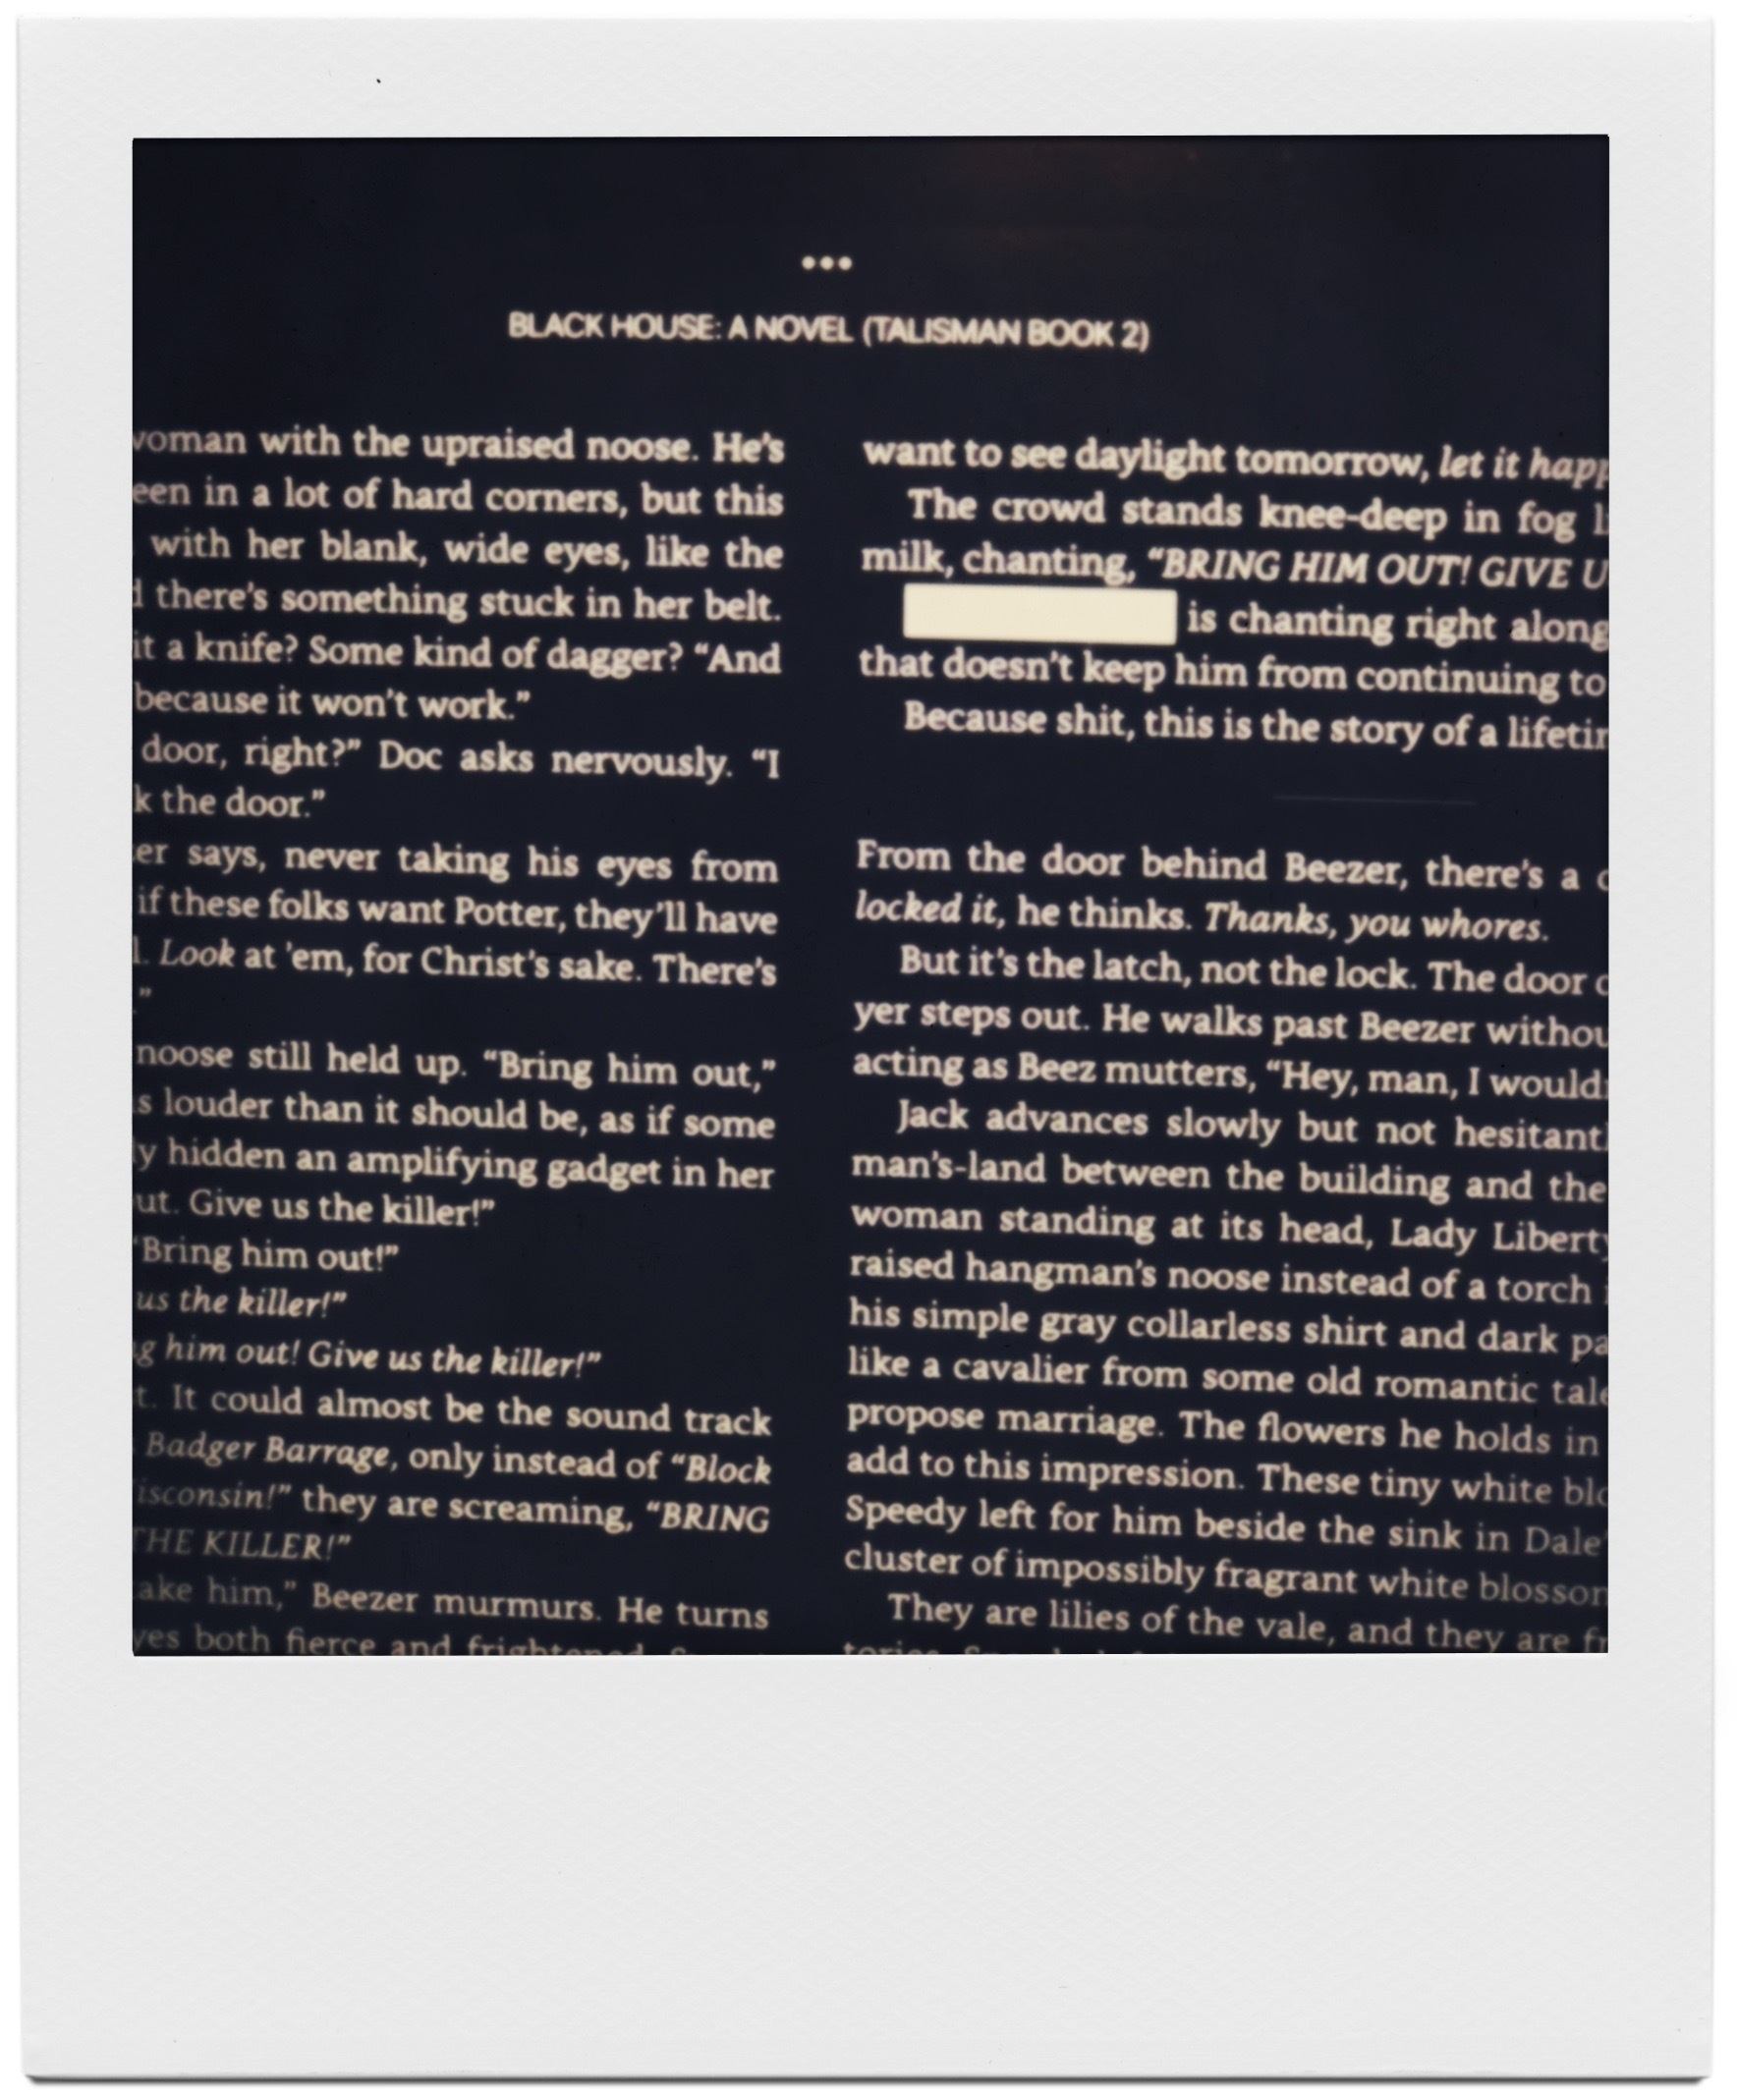 BLACK HOUSE: A NOVEL (TALISMAN BOOK 2)
woman with the upraised noose. He's
een in a lot of hard corners, but this
with her blank, wide eyes, like the
there's something stuck in her belt.
it a knife? Some kind of dagger? “And
because it won't work.”
door, right?” Doc asks nervously. “I
k the door.”
er says, never taking his eyes from
if these folks want Potter, they'll have
Look at 'em, for Christ's sake. There's
”
noose still held up. “Bring him out,”
s louder than it should be, as if some
ly hidden an amplifying gadget in her
ut. Give us the killer!”
“Bring him out!”
us the killer!”
g him out! Give us the killer!”
t. It could almost be the sound track
Badger Barrage, only instead of “Block
isconsin!” they are screaming, “BRING
THE KILLER!”
ake him,” Beezer murmurs. He turns
yes both fierce and frightened.
want to see daylight tomorrow, let it happ
The crowd stands knee-deep in fog li
milk, chanting, “BRING HIM OUT! GIVE U
is chanting right along
that doesn't keep him from continuing to
Because shit, this is the story of a lifetim
From the door behind Beezer, there's a c
locked it, he thinks. Thanks, you whores.
But it's the latch, not the lock. The door o
yer steps out. He walks past Beezer withou
acting as Beez mutters, “Hey, man, I would
Jack advances slowly but not hesitantl
man's-land between the building and the
woman standing at its head, Lady Liberty
raised hangman's noose instead of a torch
his simple gray collarless shirt and dark pa
like a cavalier from some old romantic tale
propose marriage. The flowers he holds in
add to this impression. These tiny white blo
Speedy left for him beside the sink in Dale'
cluster of impossibly fragrant white blosson
They are lilies of the vale, and they are fr